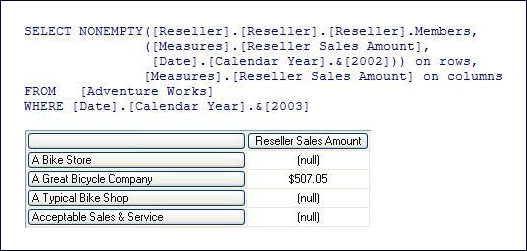 SELECT NONEMPTY([Reseller].[Reseller].[Reseller].Members,
([Measures].[Reseller Sales Amount],
[Date].[Calendar Year].&[2002])) on rows,
[Measures].[Reseller Sales Amount] on columns
FROM [Adventure Works]
WHERE [Date].[Calendar Year].&[2003]
Reseller Sales Amount
A Bike Store (null)
A Great Bicycle Company $507.05
A Typical Bike Shop (null)
Acceptable Sales & Service (null)